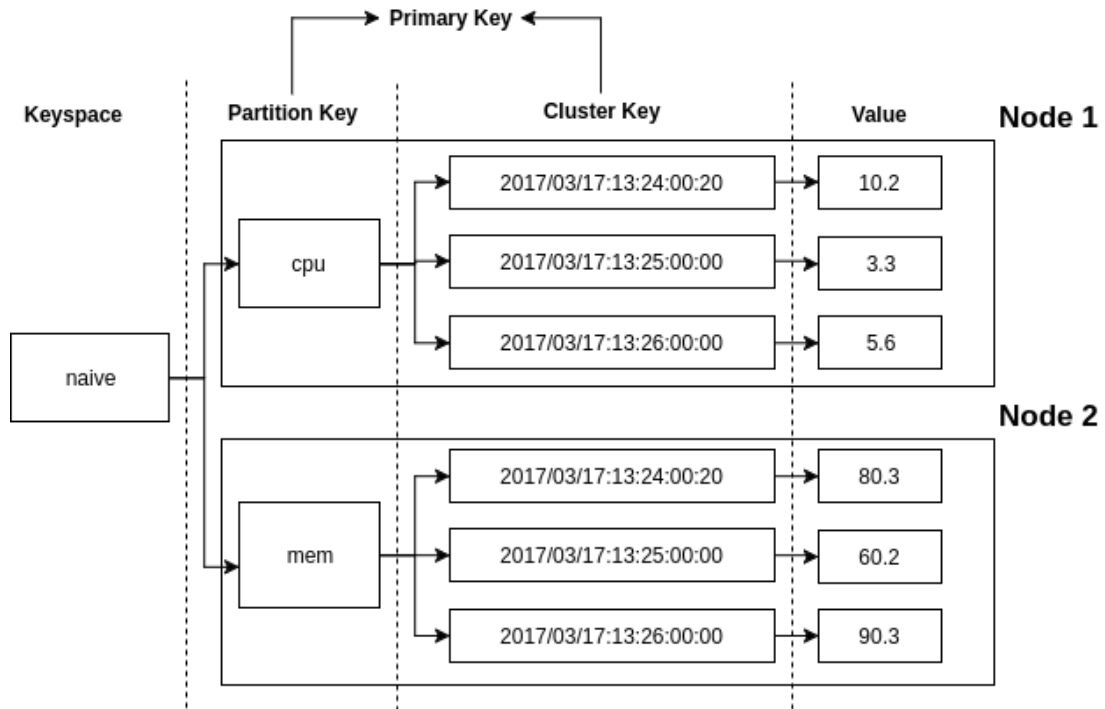 Primary Key
Keyspace
Partition Key
Cluster Key
Value
Node 1
2017/03/17:13:24:00:20
10.2
cpu
2017/03/17:13:25:00:00
3.3
2017/03/17:13:26:00:00
5.6
naive
Node 2
2017/03/17:13:24:00:20
80.3
mem
2017/03/17:13:25:00:00
60.2
2017/03/17:13:26:00:00
90.3